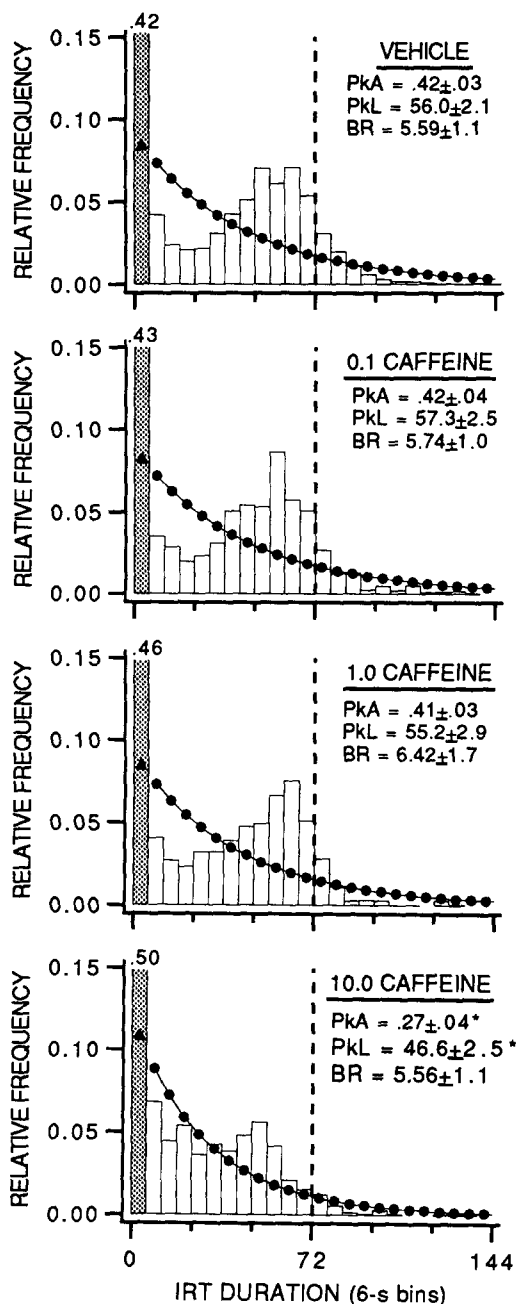 .42
0.15
0.10
0.05
0.00
RELATIVE FREQUENCY
VEHICLE
PkA = .42±.03
PkL = 56.0±2.1
BR = 5.59±1.1
.43
0.15
0.10
0.05
0.00
RELATIVE FREQUENCY
0.1 CAFFEINE
PkA = .42±.04
PkL = 57.3±2.5
BR = 5.74±1.0
.46
0.15
0.10
0.05
0.00
RELATIVE FREQUENCY
1.0 CAFFEINE
PkA = .41±.03
PkL = 55.2±2.9
BR = 6.42±1.7
.50
0.15
0.10
0.05
0.00
RELATIVE FREQUENCY
10.0 CAFFEINE
PkA = .27±.04*
PkL = 46.6±2.5*
BR = 5.56±1.1
0 72 144
IRT DURATION (6-s bins)